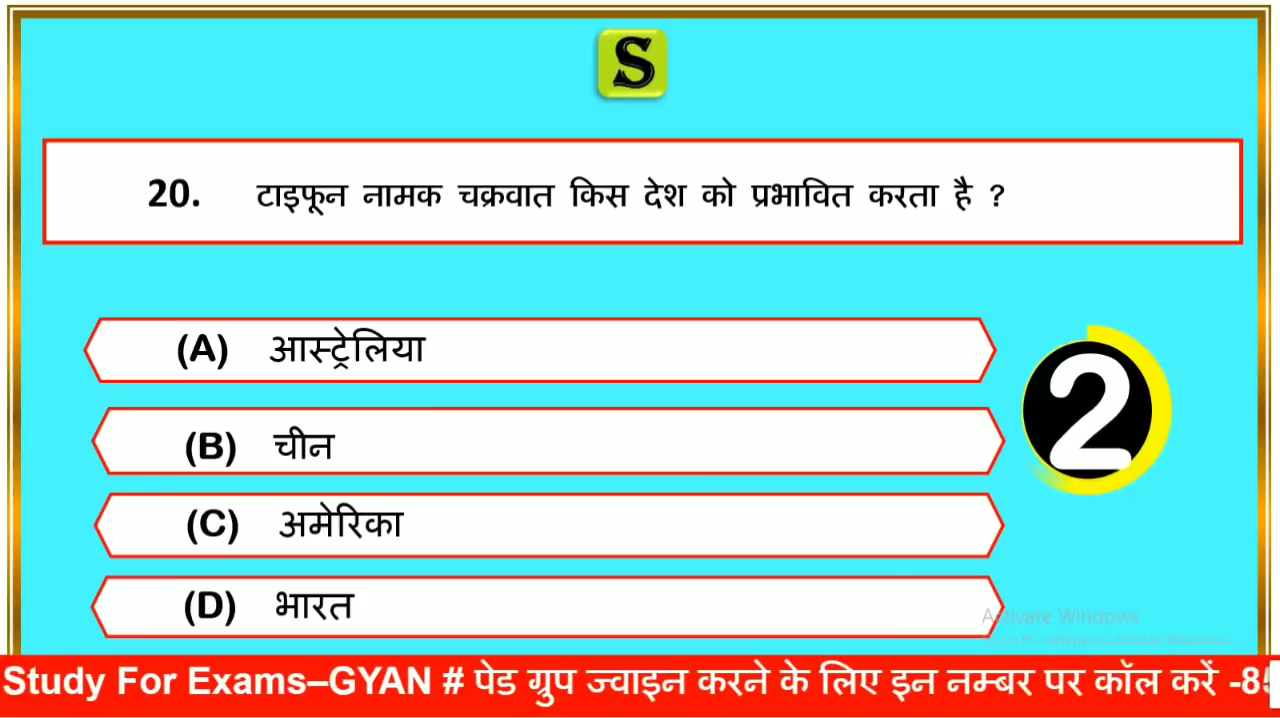 S
20. टाइफून नामक चक्रवात किस देश को प्रभावित करता है ?
(A) आस्ट्रेलिया
(B) चीन
2
(C) अमेरिका
(D) भारत
Activate Windows
Study For Exams–GYAN # पेड ग्रुप ज्वाइन करने के लिए इन नम्बर पर कॉल करें -8